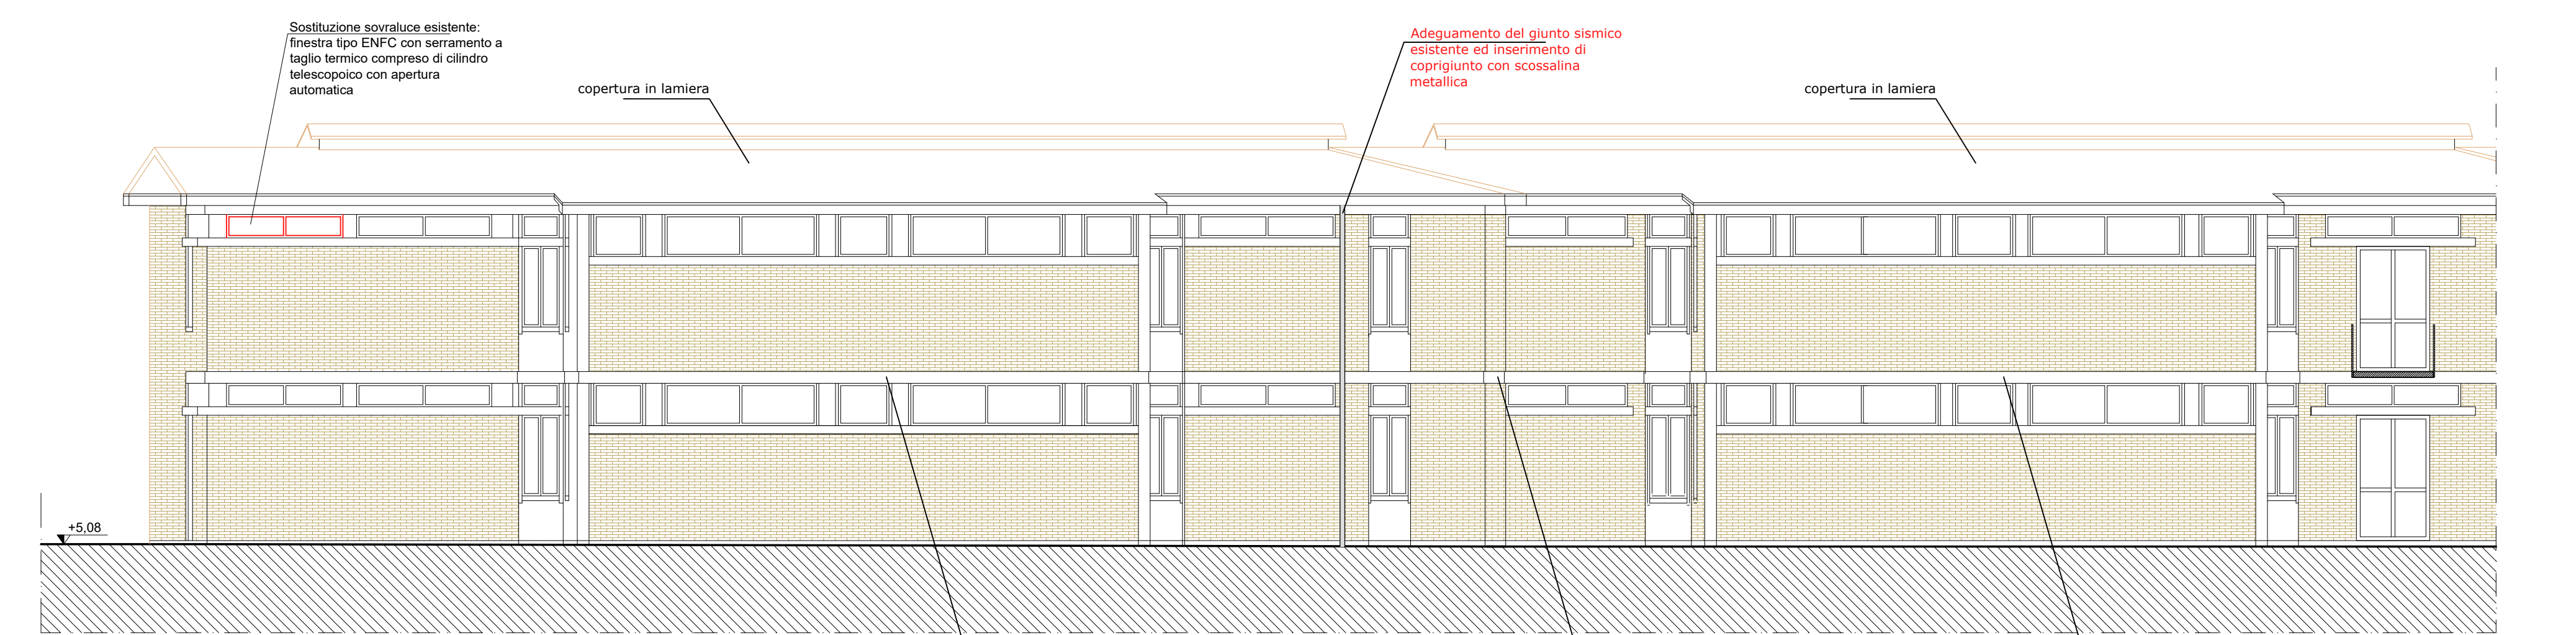 Sostituzione sovraluce esistente:
finestra tipo ENFC con serramento a
taglio termico compreso di cilindro
telescopoico con apertura
automatica
copertura in lamiera
Adeguamento del giunto sismico
esistente ed inserimento di
coprigiunto con scossalina
metallica
copertura in lamiera
+5,08